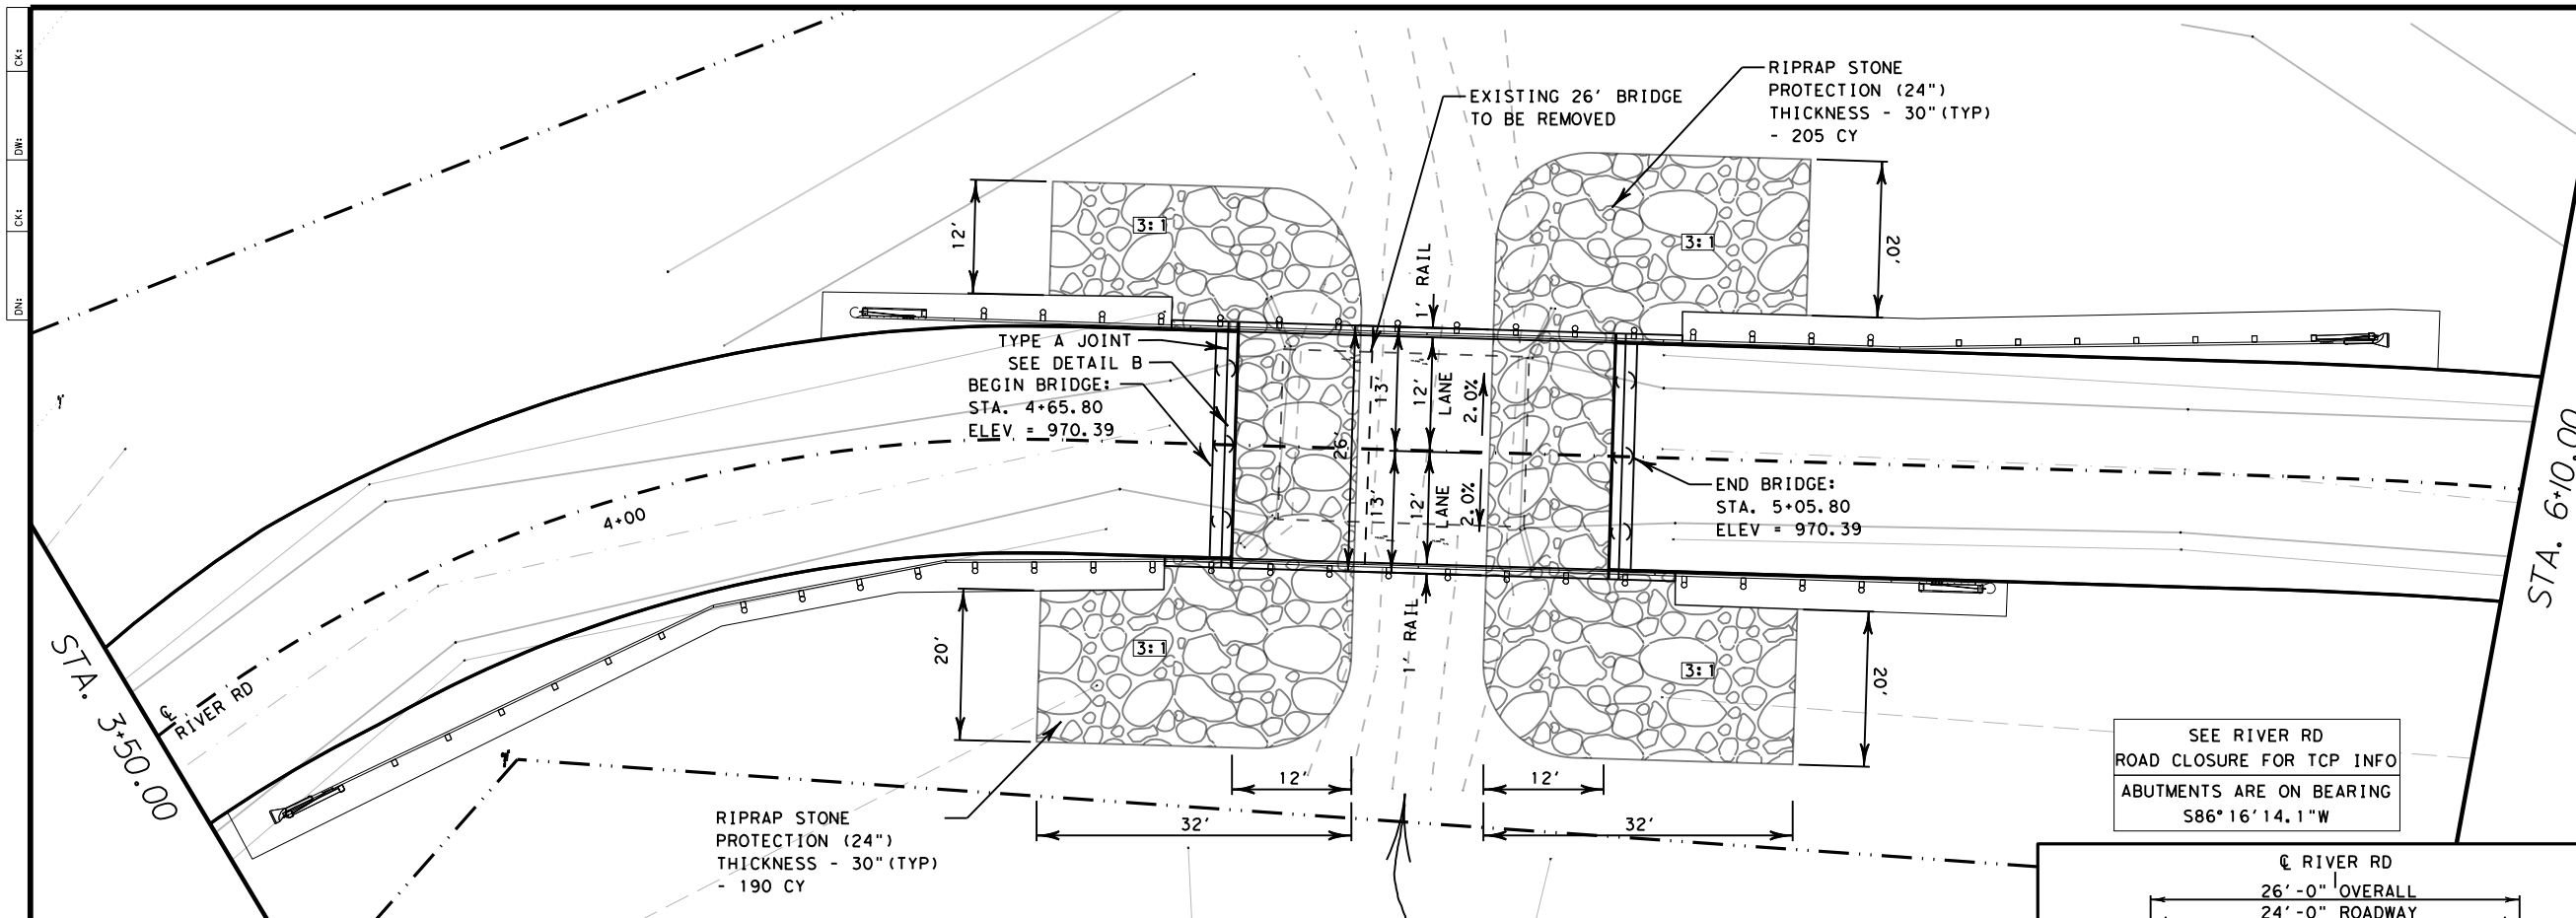 CK:
DW:
CK:
DN:
RIPRAP STONE
PROTECTION (24")
THICKNESS - 30"(TYP)
- 205 CY
EXISTING 26' BRIDGE
TO BE REMOVED
12'
3:1
3:1
20'
1' RAIL
TYPE A JOINT
SEE DETAIL B
BEGIN BRIDGE:
STA. 4+65.80
ELEV = 970.39
26'
13'
12'
LANE
2.0%
13'
12'
LANE
2.0%
END BRIDGE:
STA. 5+05.80
ELEV = 970.39
4+00
STA. 6+10.00
STA. 3+50.00
℄ RIVER RD
20'
3:1
1' RAIL
3:1
20'
12'
12'
32'
32'
RIPRAP STONE
PROTECTION (24")
THICKNESS - 30"(TYP)
- 190 CY
SEE RIVER RD
ROAD CLOSURE FOR TCP INFO
ABUTMENTS ARE ON BEARING
S86°16'14.1"W
℄ RIVER RD
26'-0" OVERALL
24'-0" ROADWAY